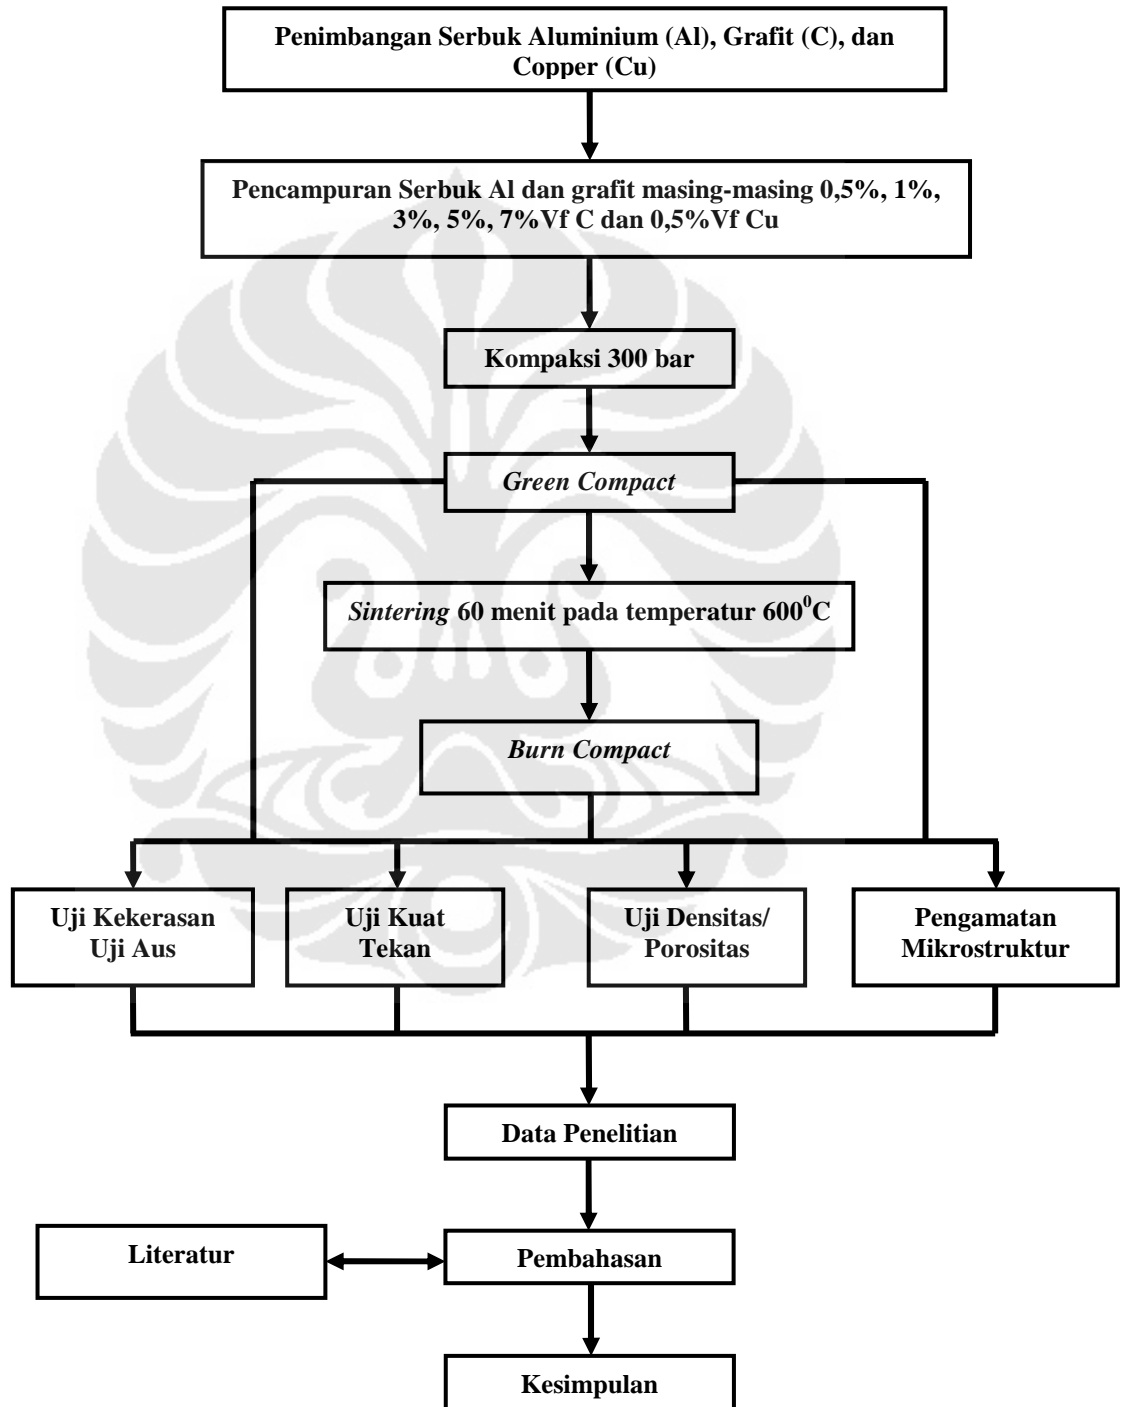 Penimbangan Serbuk Aluminium (Al), Grafit (C), dan
Copper (Cu)
Pencampuran Serbuk Al dan grafit masing-masing 0,5%, 1%,
3%, 5%, 7%Vf C dan 0,5%Vf Cu
Kompaksi 300 bar
Green Compact
Sintering 60 menit pada temperatur 600⁰C
Burn Compact
Uji Kekerasan
Uji Aus
Uji Kuat
Tekan
Uji Densitas/
Porositas
Pengamatan
Mikrostruktur
Data Penelitian
Literatur
Pembahasan
Kesimpulan